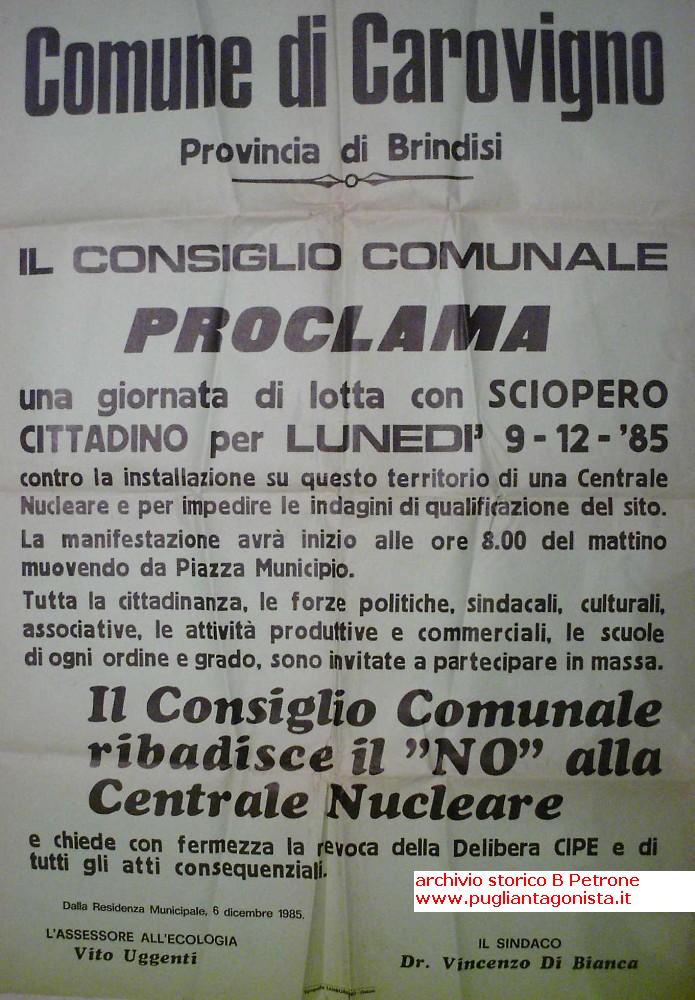 Comune di Carovigno
Provincia di Brindisi
IL CONSIGLIO COMUNALE
PROCLAMA
una giornata di lotta con SCIOPERO
CITTADINO per LUNEDI' 9-12-'85
contro la installazione su questo territorio di una Centrale
Nucleare e per impedire le indagini di qualificazione del sito.
La manifestazione avrà inizio alle ore 8.00 del mattino
muovendo da Piazza Municipio.
Tutta la cittadinanza, le forze politiche, sindacali, culturali,
associative, le attività produttive e commerciali, le scuole
di ogni ordine e grado, sono invitate a partecipare in massa.
Il Consiglio Comunale
ribadisce il "NO" alla
Centrale Nucleare
e chiede con fermezza la revoca della Delibera CIPE e di
tutti gli atti consequenziali.
archivio storico B Petrone
www.pugliantagonista.it
Dalla Residenza Municipale, 6 dicembre 1985.
L'ASSESSORE ALL'ECOLOGIA
Vito Uggenti
IL SINDACO
Dr. Vincenzo Di Bianca